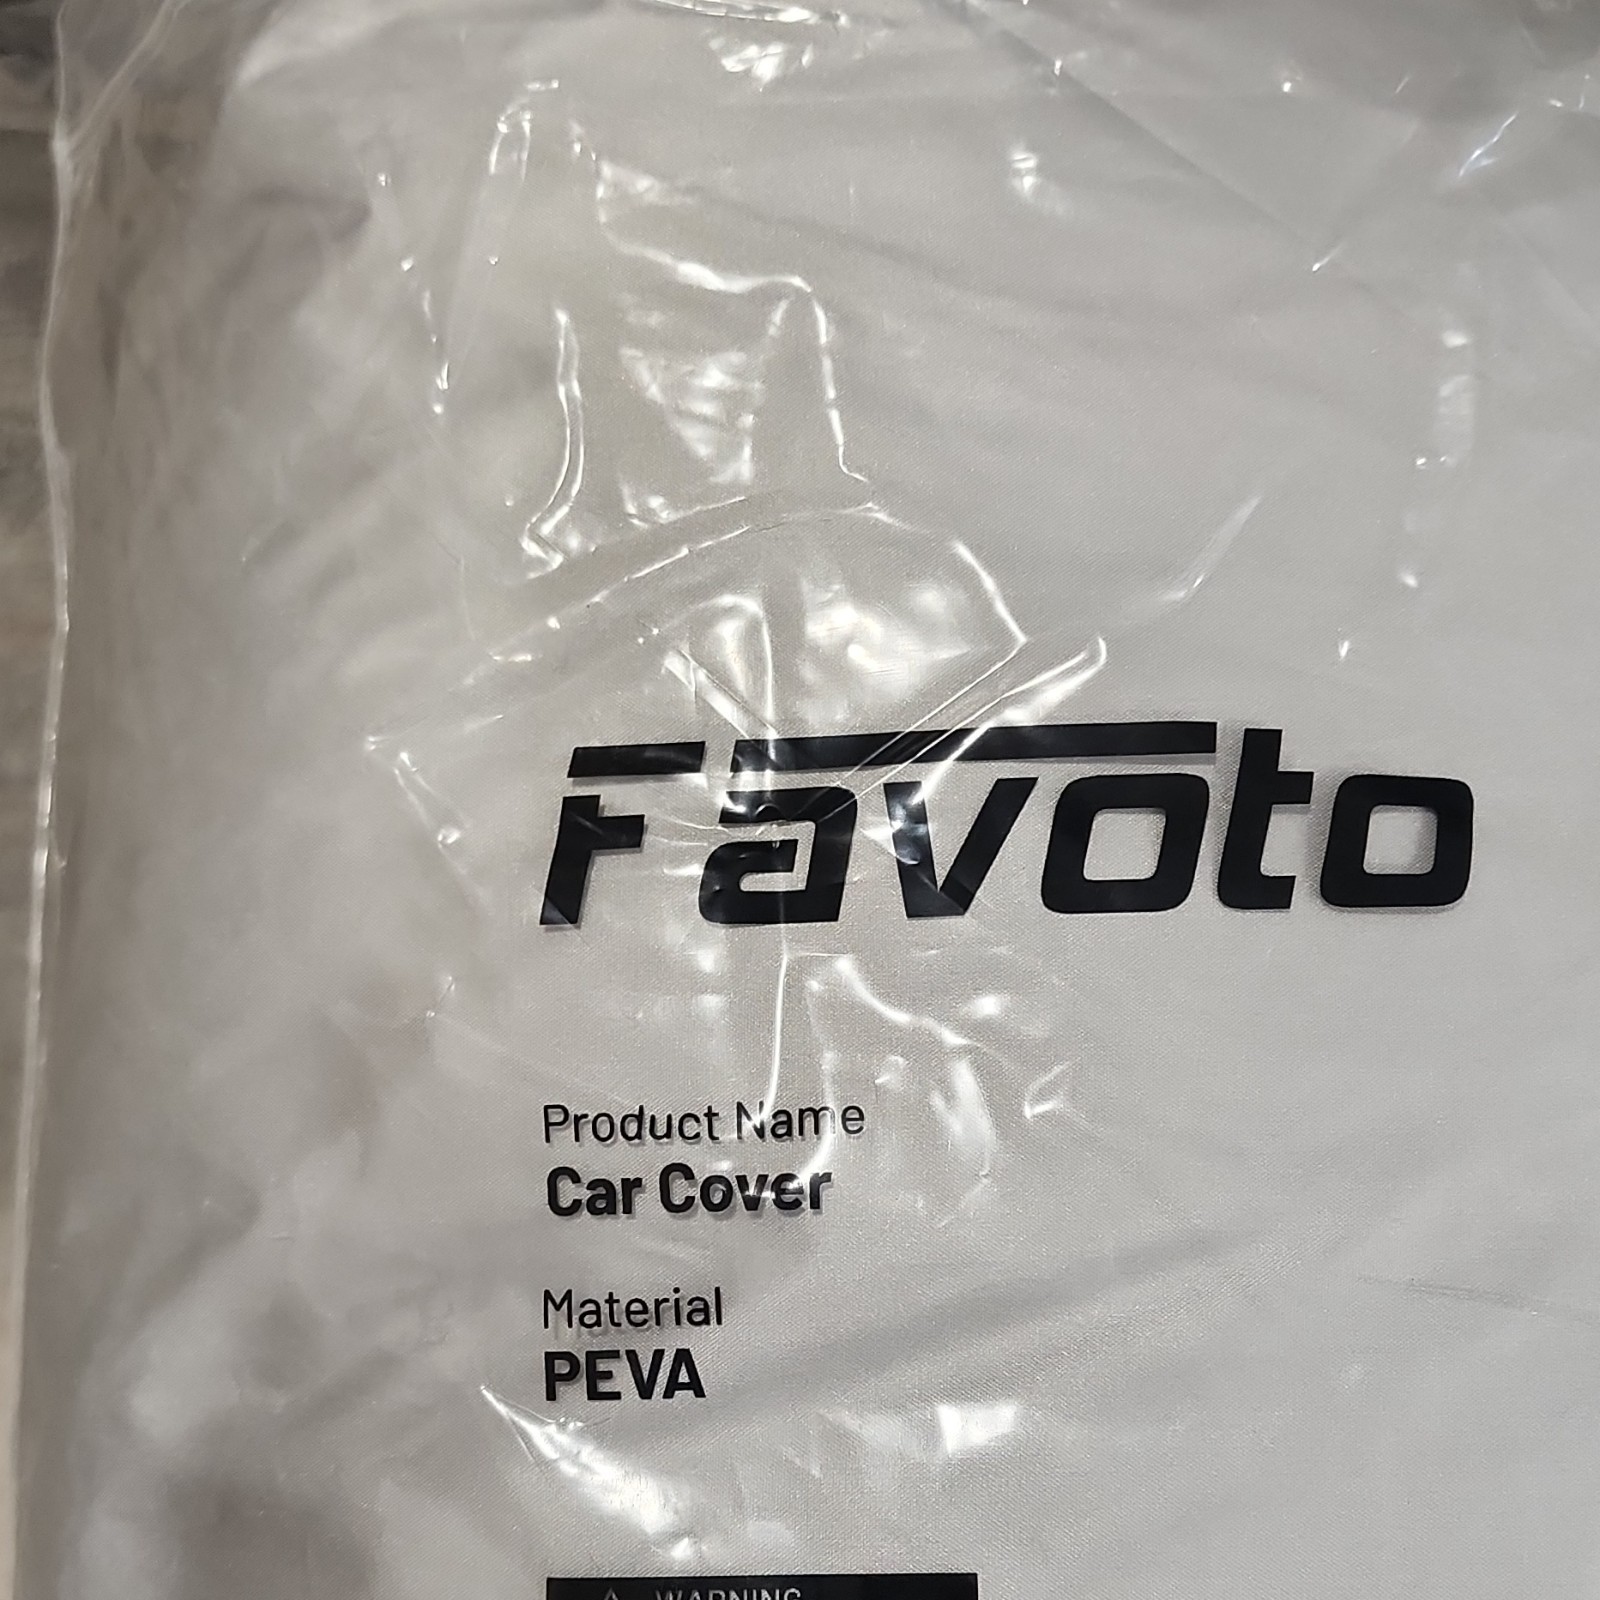 Favoto
Product Name
Car Cover
Material
PEVA
WARNING